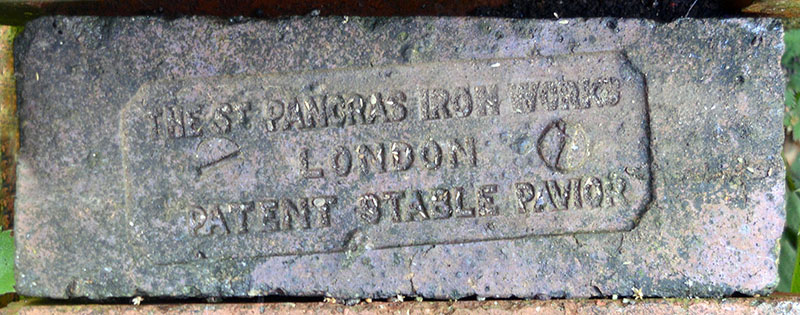 THE ST PANCRAS IRON WORKS
LONDON
PATENT STABLE PAVIOR